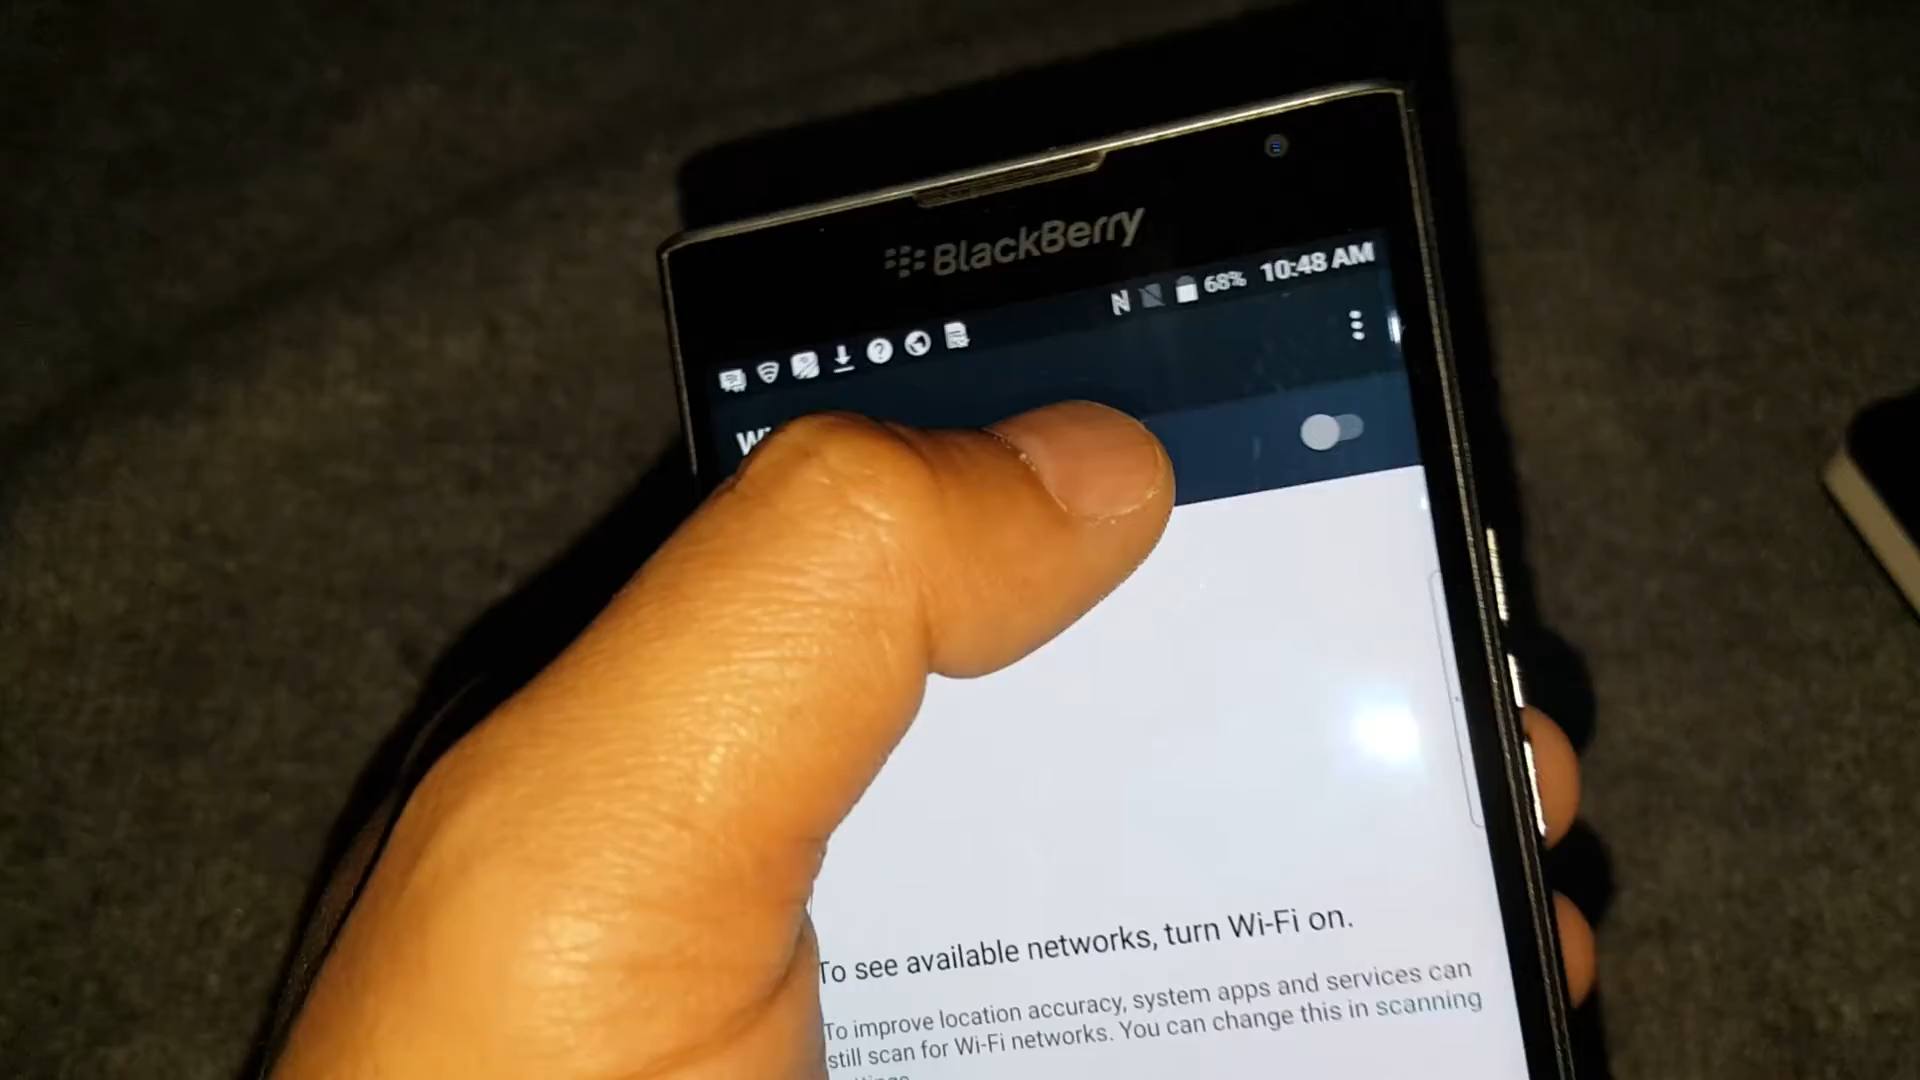 BlackBerry
68% 10:48 AM
To see available networks, turn Wi-Fi on.
To improve location accuracy, system apps and services can
still scan for Wi-Fi networks. You can change this in scanning